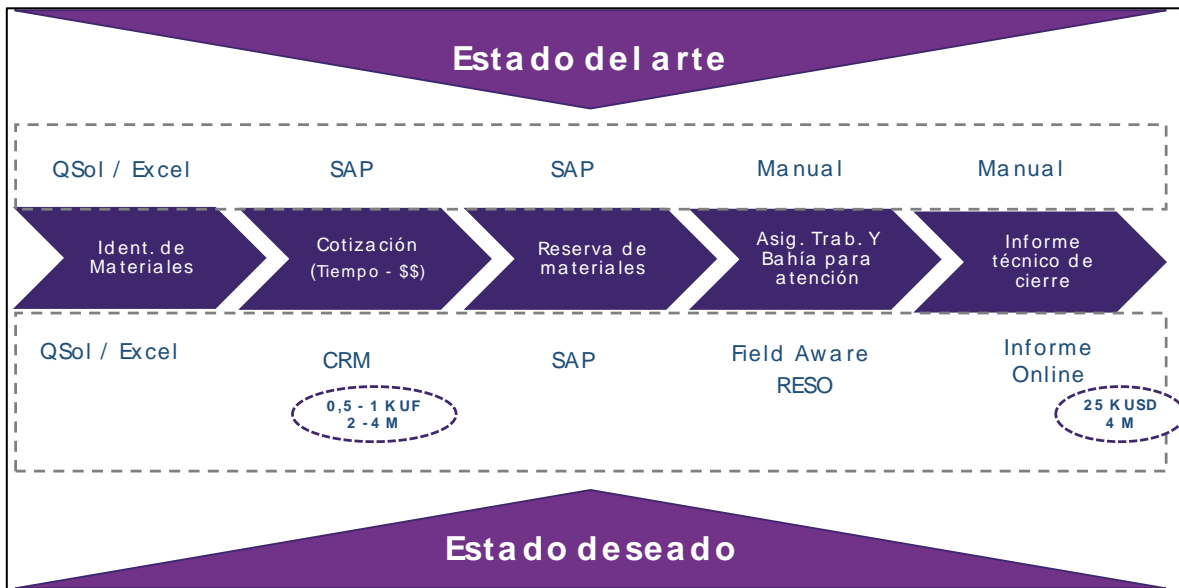 Estado del arte
QSol / Excel
SAP
SAP
Manual
Manual
Ident. de
Materiales
Cotización
(Tiempo - $$)
Reserva de
materiales
Asig. Trab. Y
Bahía para
atención
Informe
técnico de
cierre
QSol / Excel
CRM
0,5 - 1 KUF
2 - 4 M
SAP
Field Aware
RESO
Informe
Online
25 KUSD
4 M
Estado deseado